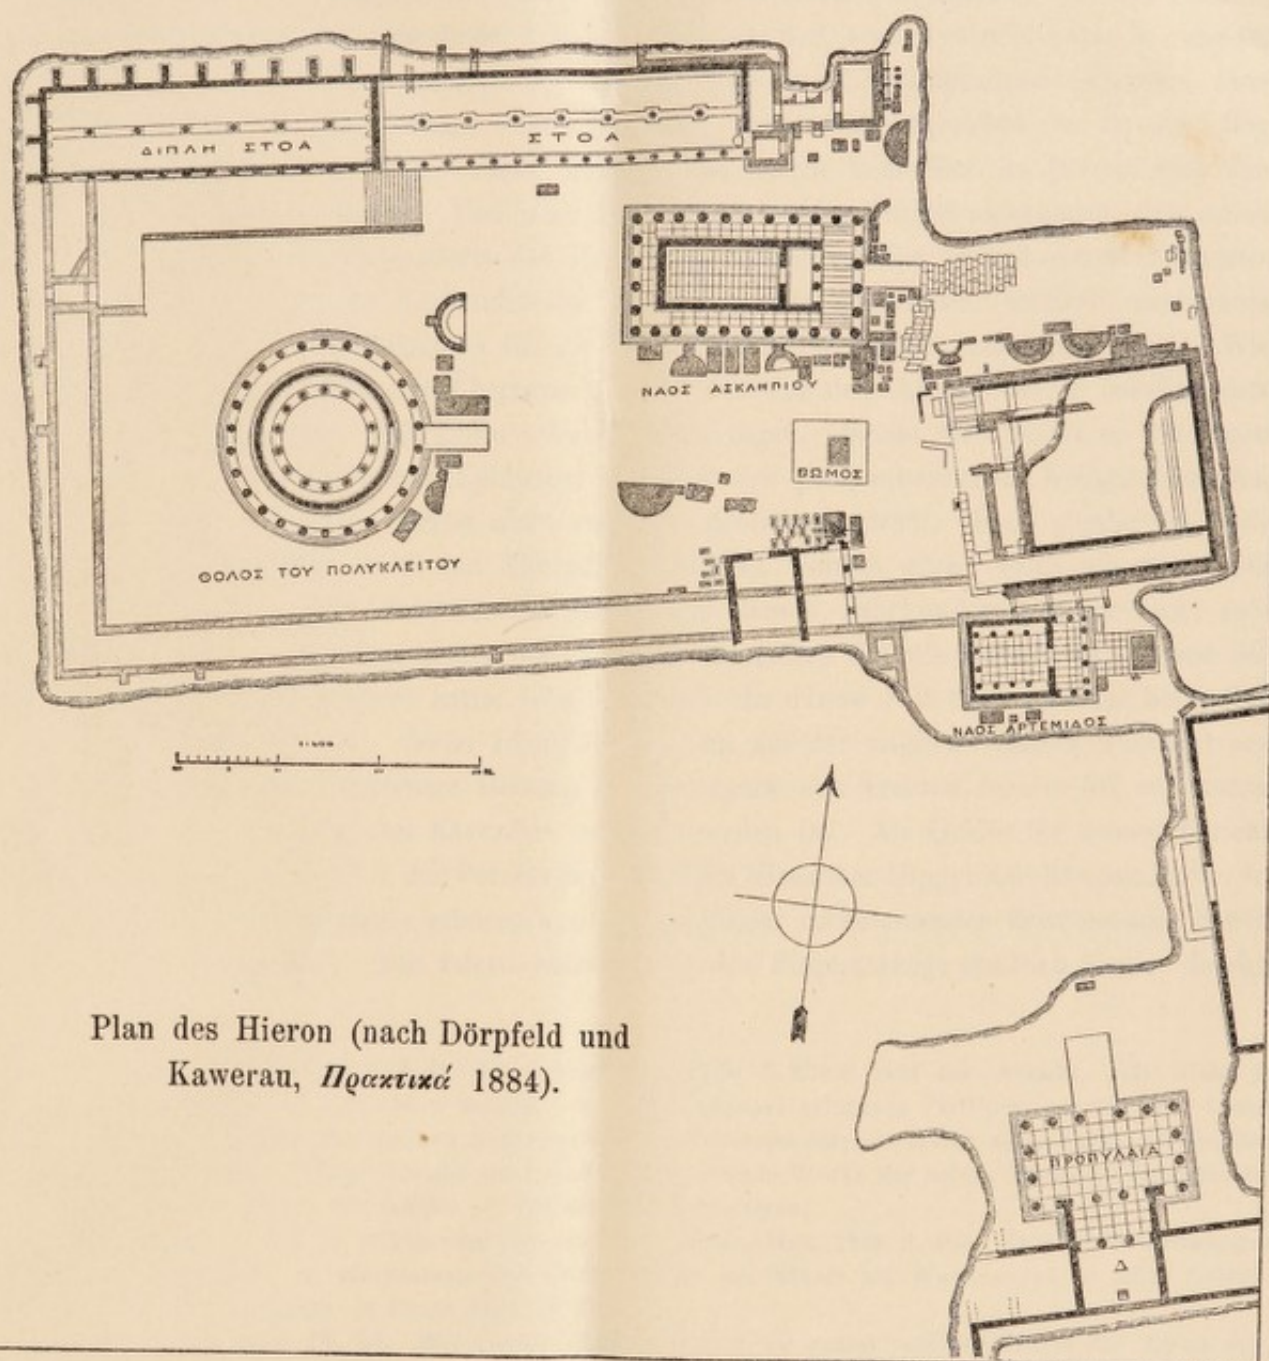 ΔΙΠΛΗ ΣΤΟΑ
ΣΤΟΑ
ΝΑΟΣ ΑΣΚΛΗΠΙΟΥ
ΒΩΜΟΣ
ΘΟΛΟΣ ΤΟΥ ΠΟΛΥΚΛΕΙΤΟΥ
ΝΑΟΣ ΑΡΤΕΜΙΔΟΣ
Plan des Hieron (nach Dörpfeld und
Kawerau, Πρακτικά 1884).
ΠΡΟΠΥΛΑΙΑ
Δ